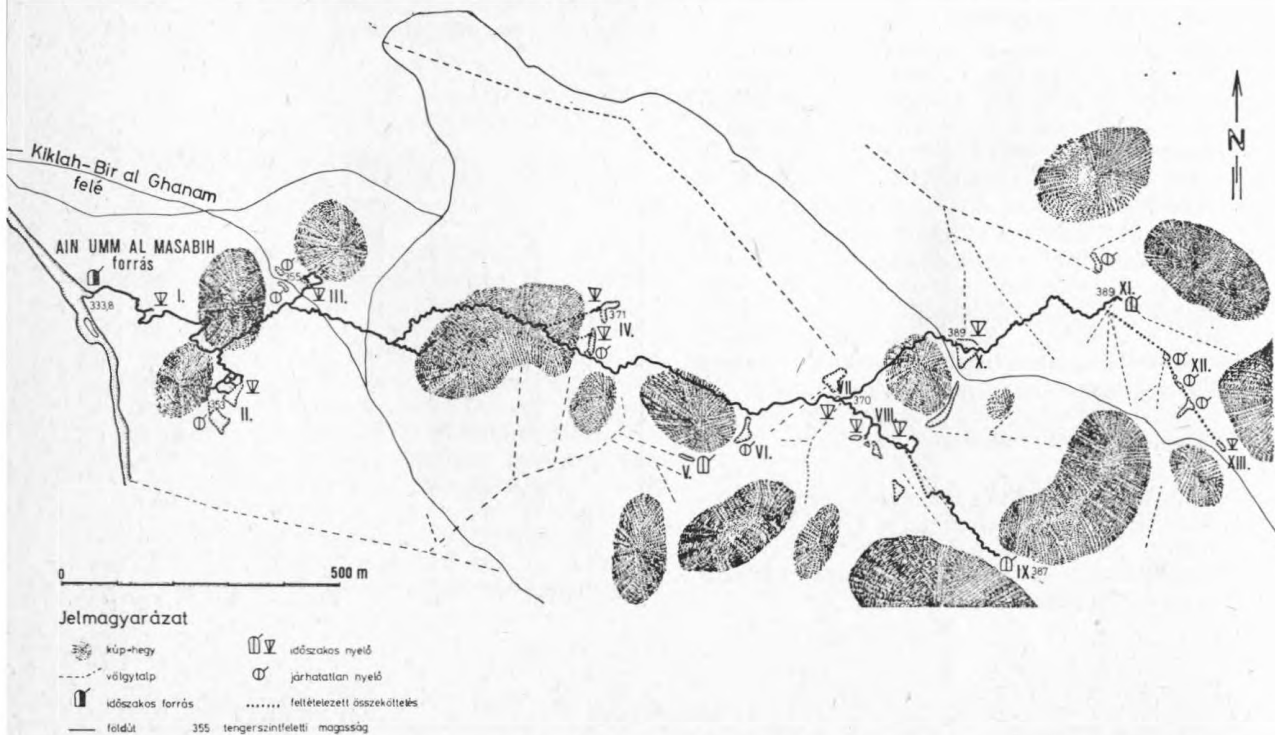 Kiklah-Bir al Ghanam
felé
N
AIN UMM AL MASABIH
forrás
333,8
I.
II.
III.
371
IV.
V.
VI.
VII.
370
VIII.
IX.
387
389
X.
389
XI.
XII.
XIII.
0 500 m
Jelmagyarázat
kúp-hegy
völgytalp
időszakos forrás
földút
időszakos nyelő
járhatatlan nyelő
feltételezett összeköttetés
355 tengerszintfeletti magasság